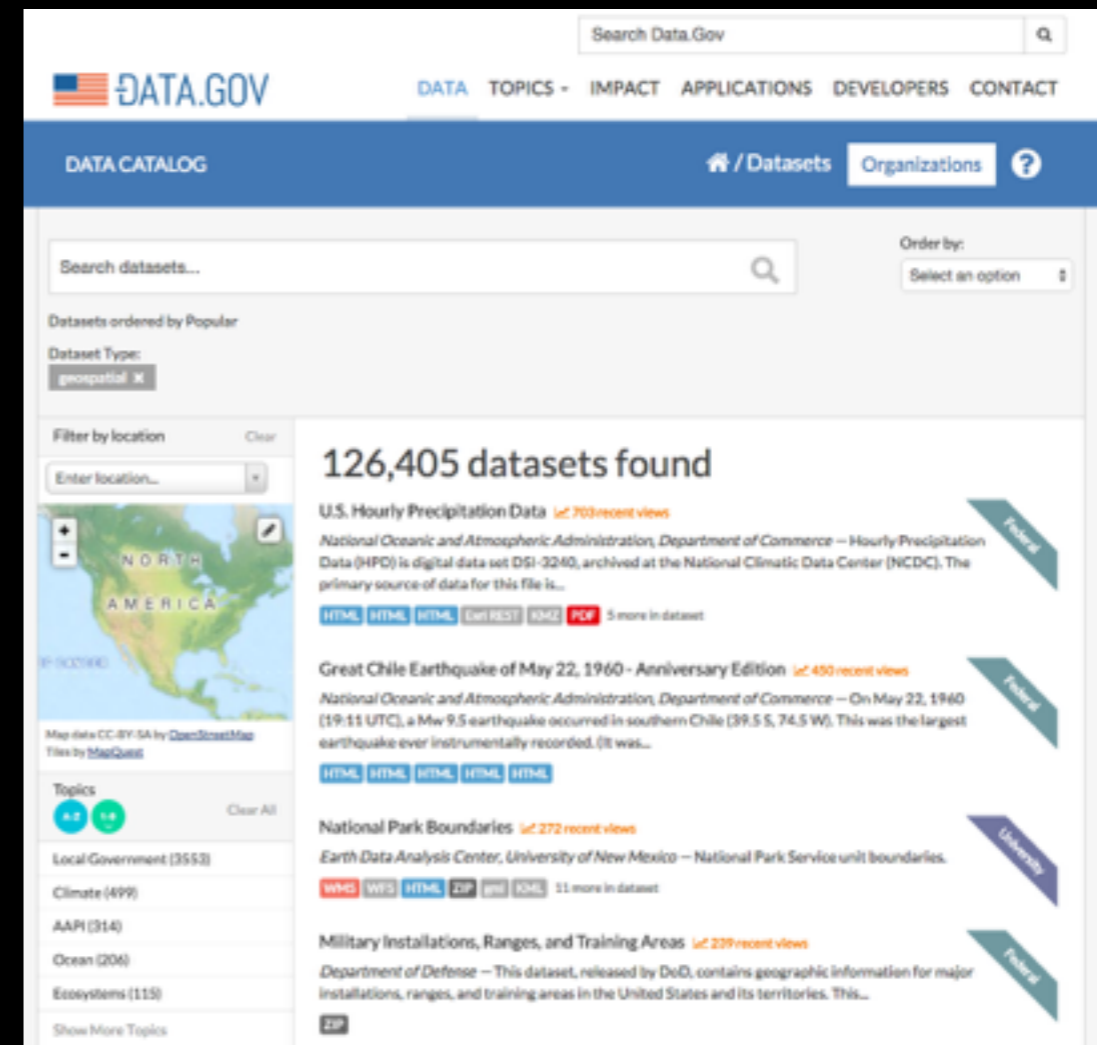 Search Data.Gov
DATA.GOV
DATA TOPICS IMPACT APPLICATIONS DEVELOPERS CONTACT
DATA CATALOG
/ Datasets Organizations ?
Order by:
Search datasets...
Select an option
Datasets ordered by Popular
Dataset Type:
geospatial x
Filter by location Clear
Enter location...
+
-
NORTH
AMERICA
Map data CC-BY-SA by OpenStreetMap
Tiles by MapQuest
Topics
A-Z
Clear All
Local Government (3553)
Climate (499)
AAPI (314)
Ocean (206)
Ecosystems (115)
Show More Topics
126,405 datasets found
U.S. Hourly Precipitation Data 703 recent views
Federal
National Oceanic and Atmospheric Administration, Department of Commerce — Hourly Precipitation
Data (HPD) is digital data set DSI-3240, archived at the National Climatic Data Center (NCDC). The
primary source of data for this file is...
HTML HTML HTML Esri REST KMZ PDF 5 more in dataset
Great Chile Earthquake of May 22, 1960 - Anniversary Edition 450 recent views
Federal
National Oceanic and Atmospheric Administration, Department of Commerce — On May 22, 1960
(19:11 UTC), a Mw 9.5 earthquake occurred in southern Chile (39.5 S, 74.5 W). This was the largest
earthquake ever instrumentally recorded. (It was...
HTML HTML HTML HTML HTML
National Park Boundaries 272 recent views
University
Earth Data Analysis Center, University of New Mexico — National Park Service unit boundaries.
WMS WFS HTML ZIP gml KML 11 more in dataset
Military Installations, Ranges, and Training Areas 239 recent views
Federal
Department of Defense — This dataset, released by DoD, contains geographic information for major
installations, ranges, and training areas in the United States and its territories. This...
ZIP